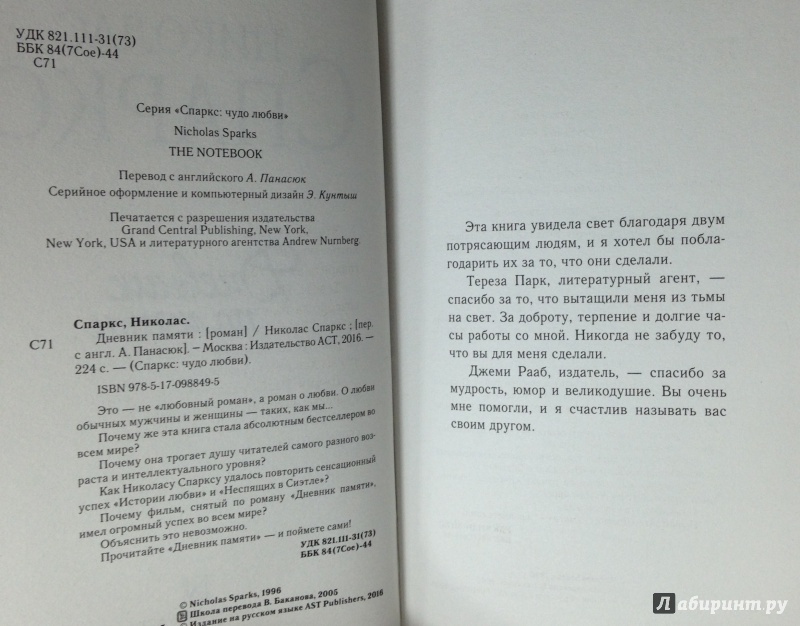 УДК 821.111-31(73)
ББК 84(7Сое)-44
С71
Серия «Спаркс: чудо любви»
Nicholas Sparks
THE NOTEBOOK
Перевод с английского А. Панасюк
Серийное оформление и компьютерный дизайн Э. Кунтыш
Печатается с разрешения издательства
Grand Central Publishing, New York,
New York, USA и литературного агентства Andrew Nurnberg.
Спаркс, Николас.
С71 Дневник памяти : [роман] / Николас Спаркс ; [пер.
с англ. А. Панасюк]. – Москва : Издательство АСТ, 2016. –
224 с. — (Спаркс: чудо любви).
ISBN 978-5-17-098849-5
Это — не «любовный роман», а роман о любви. О любви
обычных мужчины и женщины — таких, как мы...
Почему же эта книга стала абсолютным бестселлером во
всем мире?
Почему она трогает душу читателей самого разного воз-
раста и интеллектуального уровня?
Как Николасу Спарксу удалось повторить сенсационный
успех «Истории любви» и «Неспящих в Сиэтле»?
Почему фильм, снятый по роману «Дневник памяти»,
имел огромный успех во всем мире?
Объяснить это невозможно.
Прочитайте «Дневник памяти» — и поймете сами!
УДК 821.111-31(73)
ББК 84(7Сое)-44
© Nicholas Sparks, 1996
Школа перевода В. Баканова, 2005
© Издание на русском языке AST Publishers, 2016
Эта книга увидела свет благодаря двум
потрясающим людям, и я хотел бы побла-
годарить их за то, что они сделали.
Тереза Парк, литературный агент, —
спасибо за то, что вытащили меня из тьмы
на свет. За доброту, терпение и долгие ча-
сы работы со мной. Никогда не забуду то,
что вы для меня сделали.
Джеми Рааб, издатель, — спасибо за
мудрость, юмор и великодушие. Вы очень
мне помогли, и я счастлив называть вас
своим другом.
Лабиринт.ру